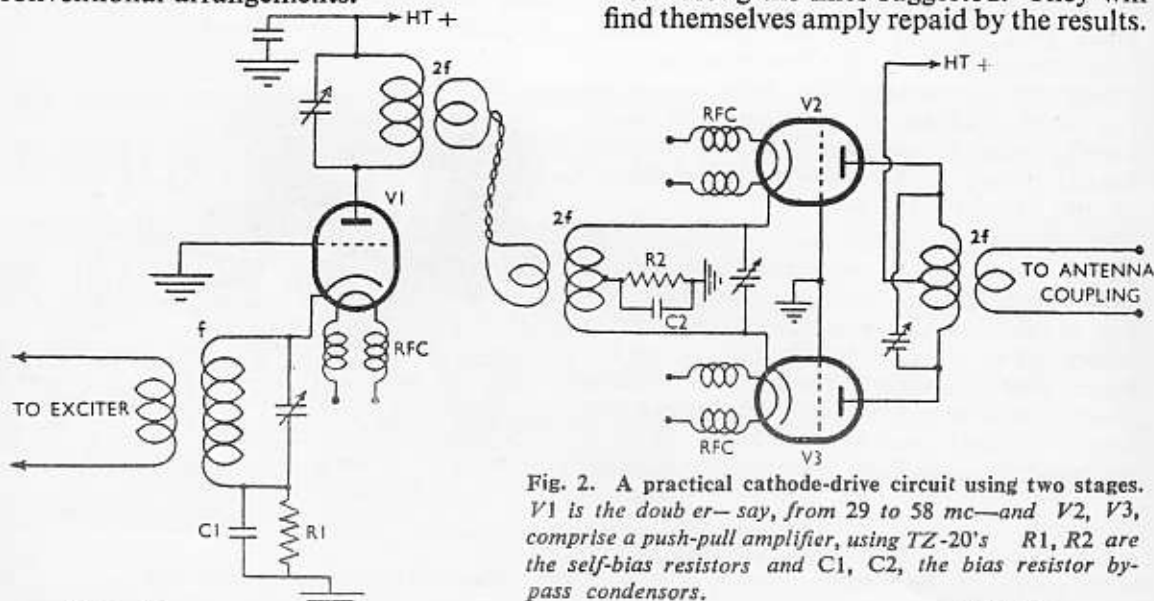 conventional arrangements.
find themselves amply repaid by the results.
HT +
2f
V1
f
RFC
TO EXCITER
C1
R1
HT +
V2
RFC
2f
R2
C2
2f
TO ANTENNA
COUPLING
RFC
V3
Fig. 2. A practical cathode-drive circuit using two stages.
V1 is the doub er—say, from 29 to 58 mc—and V2, V3,
comprise a push-pull amplifier, using TZ-20's R1, R2 are
the self-bias resistors and C1, C2, the bias resistor by-
pass condensors.